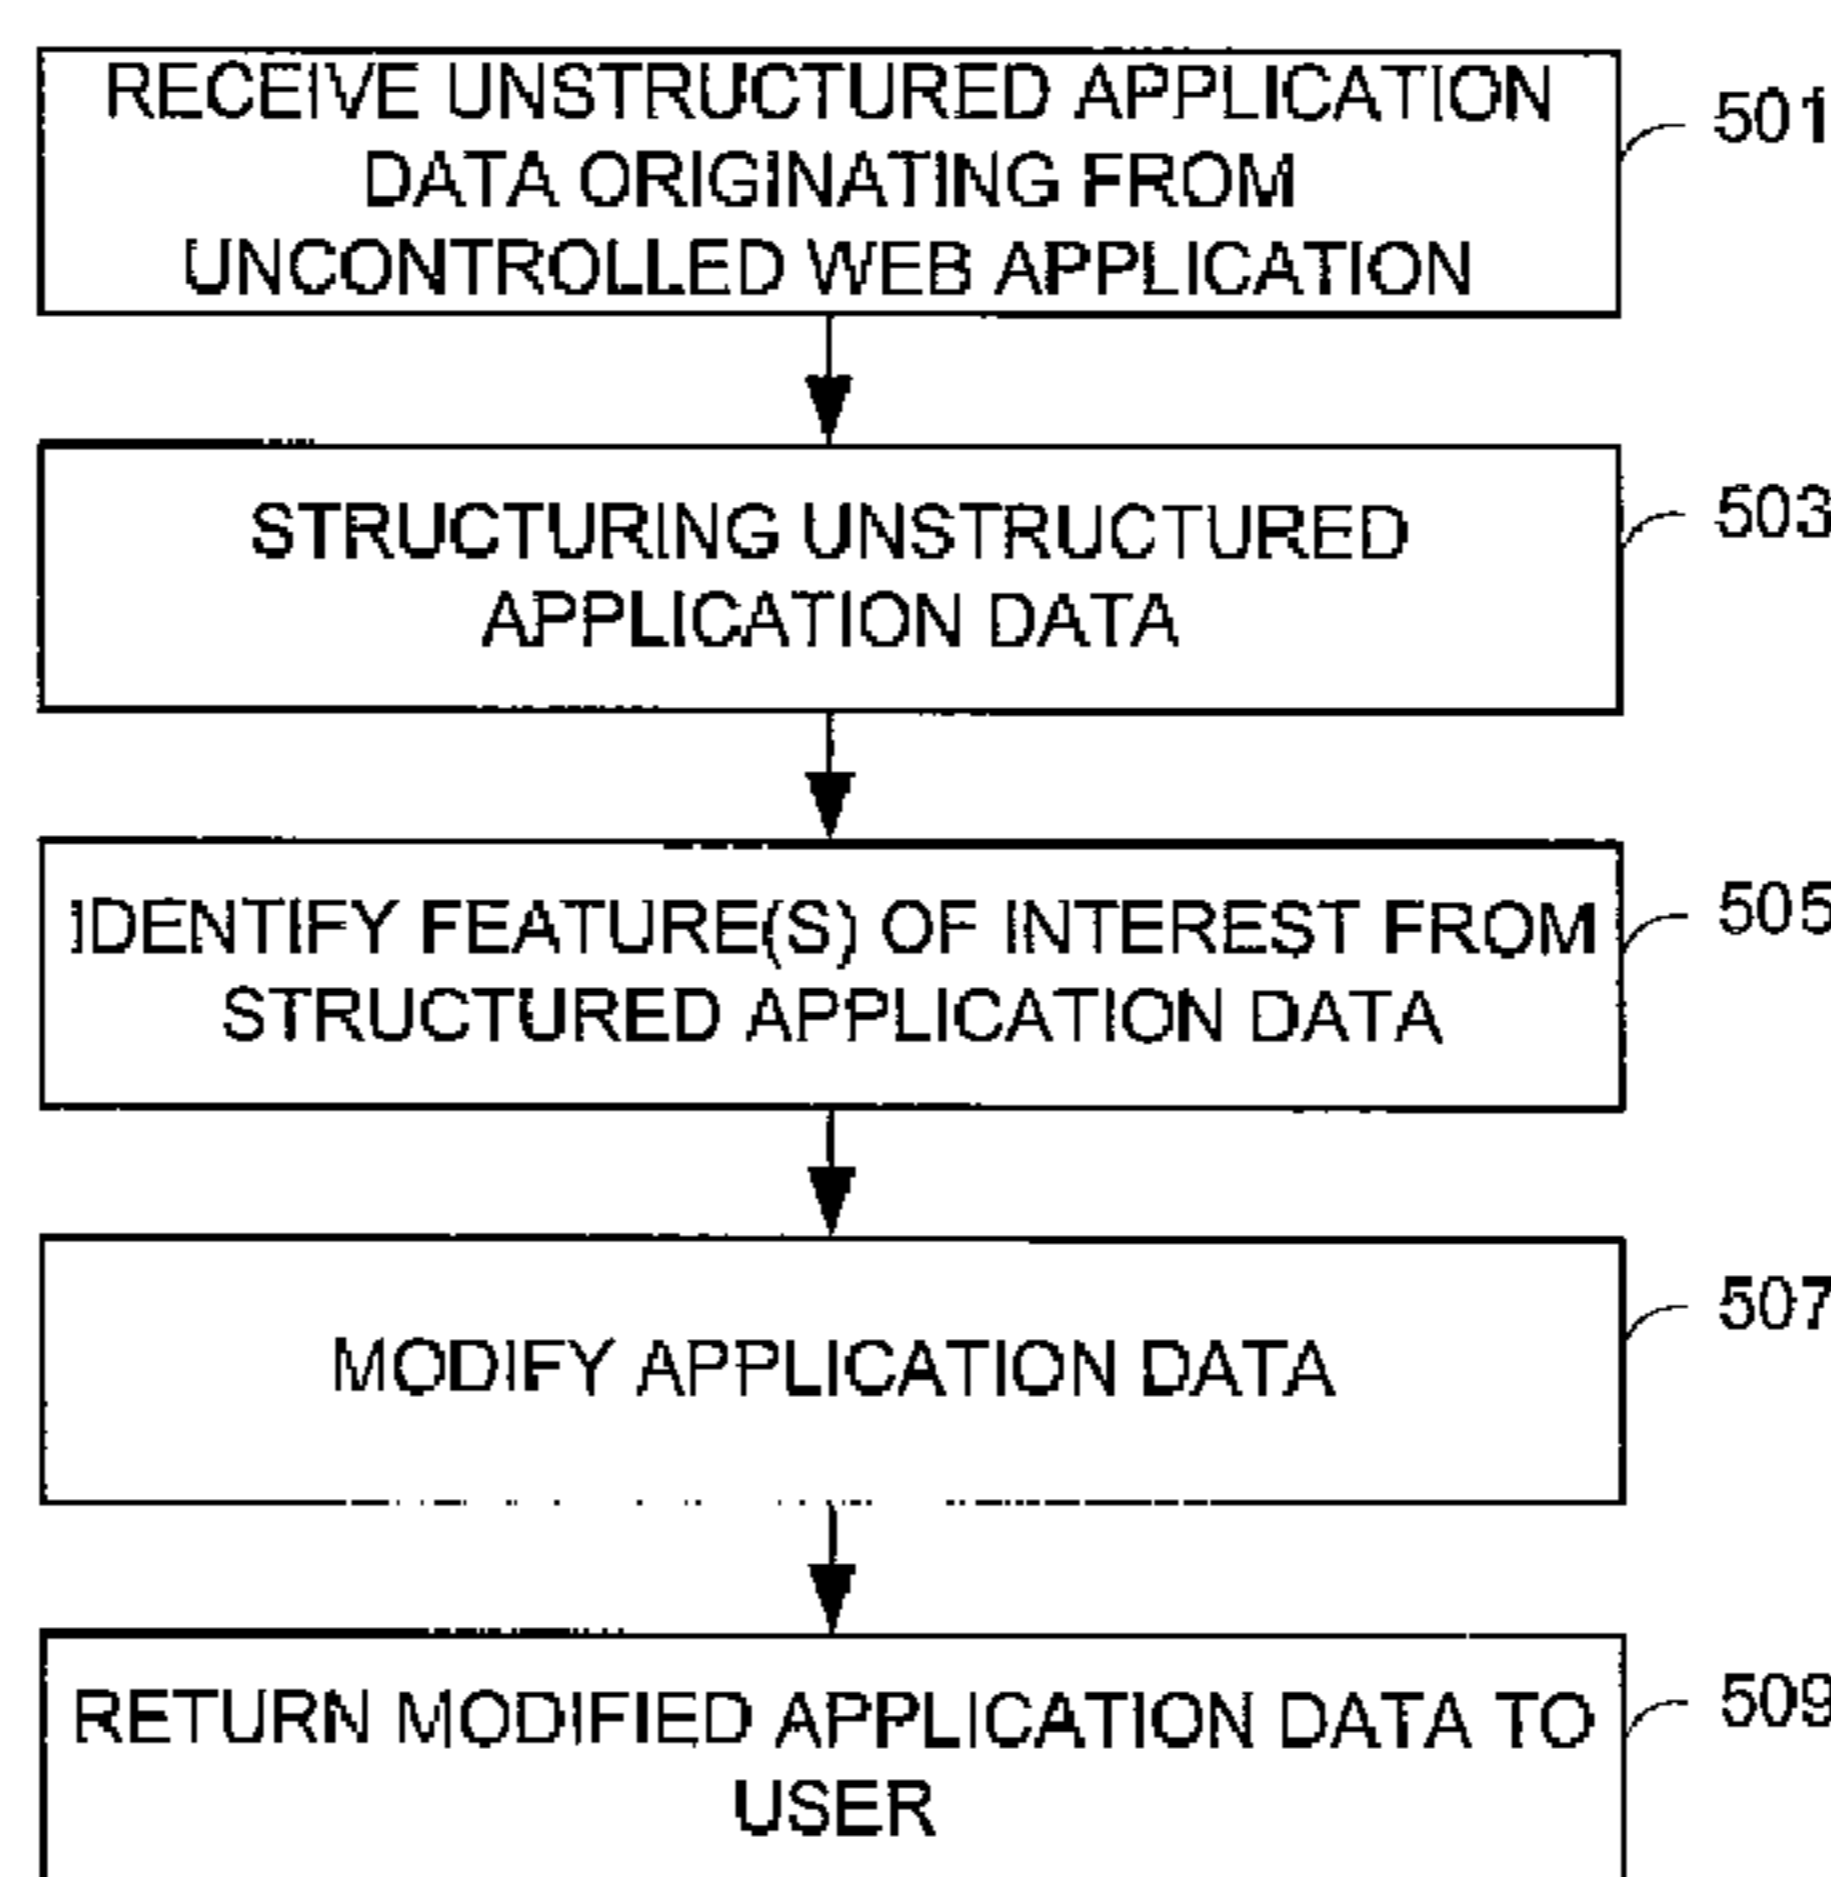 RECEIVE UNSTRUCTURED APPLICATION
DATA ORIGINATING FROM
UNCONTROLLED WEB APPLICATION
501
STRUCTURING UNSTRUCTURED
APPLICATION DATA
503
IDENTIFY FEATURE(S) OF INTEREST FROM
STRUCTURED APPLICATION DATA
505
MODIFY APPLICATION DATA
507
RETURN MODIFIED APPLICATION DATA TO
USER
509